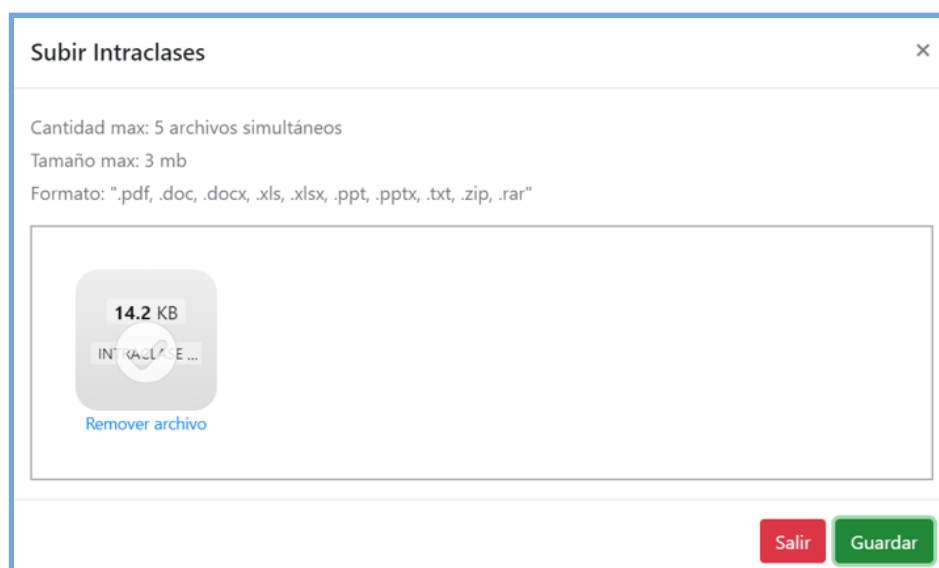 Subir Intraclases
×
Cantidad max: 5 archivos simultáneos
Tamaño max: 3 mb
Formato: ".pdf, .doc, .docx, .xls, .xlsx, .ppt, .pptx, .txt, .zip, .rar"
14.2 KB
INTRACLASE ...
Remover archivo
Salir
Guardar